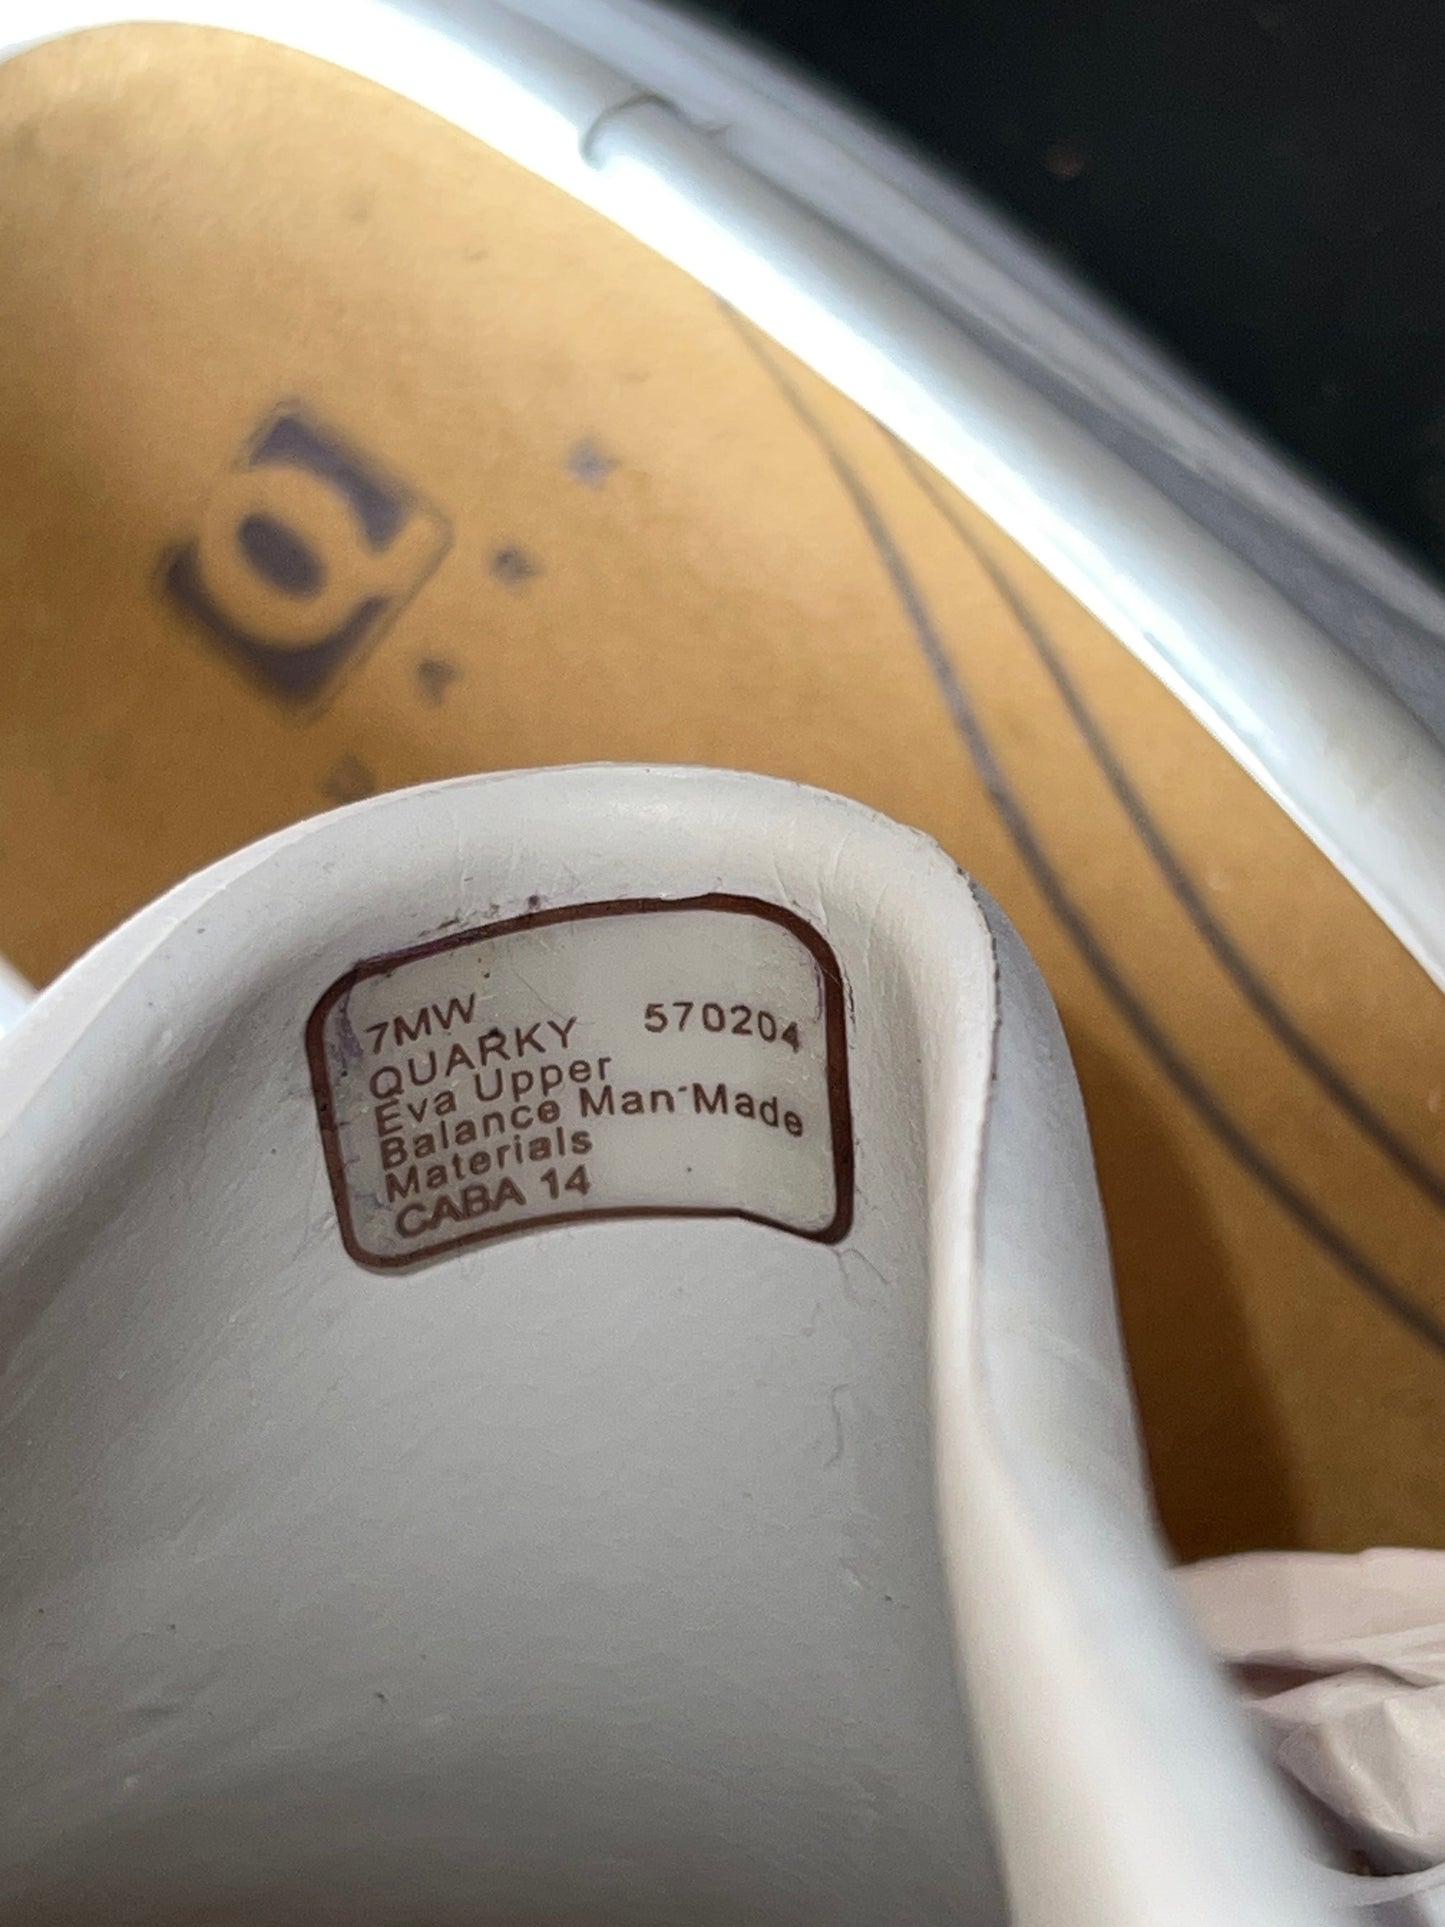 a
7MW
QUARKY 570204
Eva Upper
Balance Man-Made
Materials
CABA 14